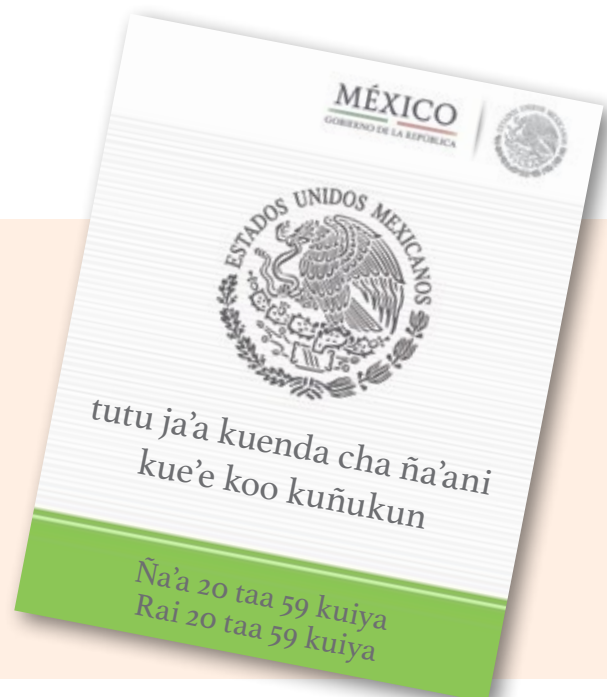 MÉXICO
GOBIERNO DE LA REPÚBLICA
ESTADOS UNIDOS MEXICANOS
tutu ja’a kuenda cha ña’ani
kue’e koo kuñukun
Ña’a 20 taa 59 kuiya
Rai 20 taa 59 kuiya